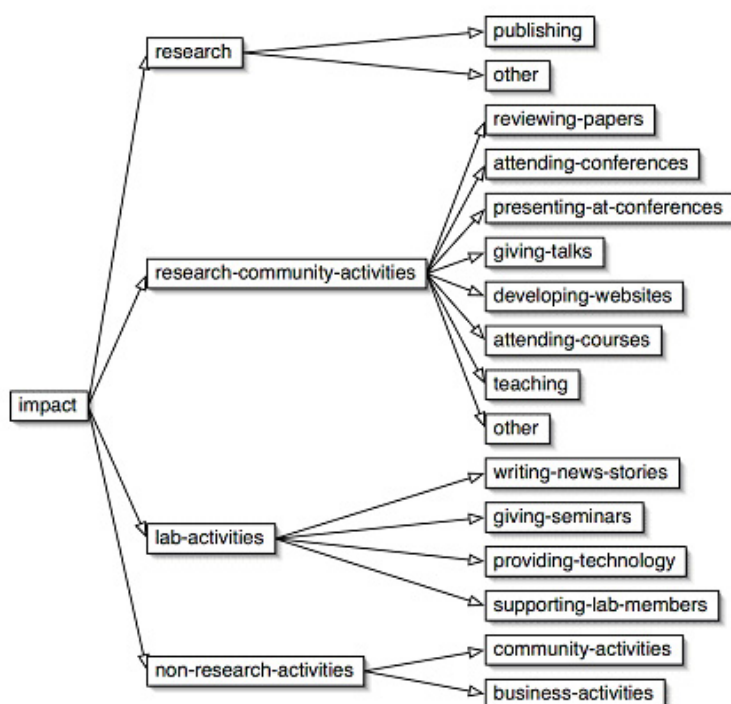 impact
research
publishing
other
research-community-activities
reviewing-papers
attending-conferences
presenting-at-conferences
giving-talks
developing-websites
attending-courses
teaching
other
lab-activities
writing-news-stories
giving-seminars
providing-technology
supporting-lab-members
non-research-activities
community-activities
business-activities